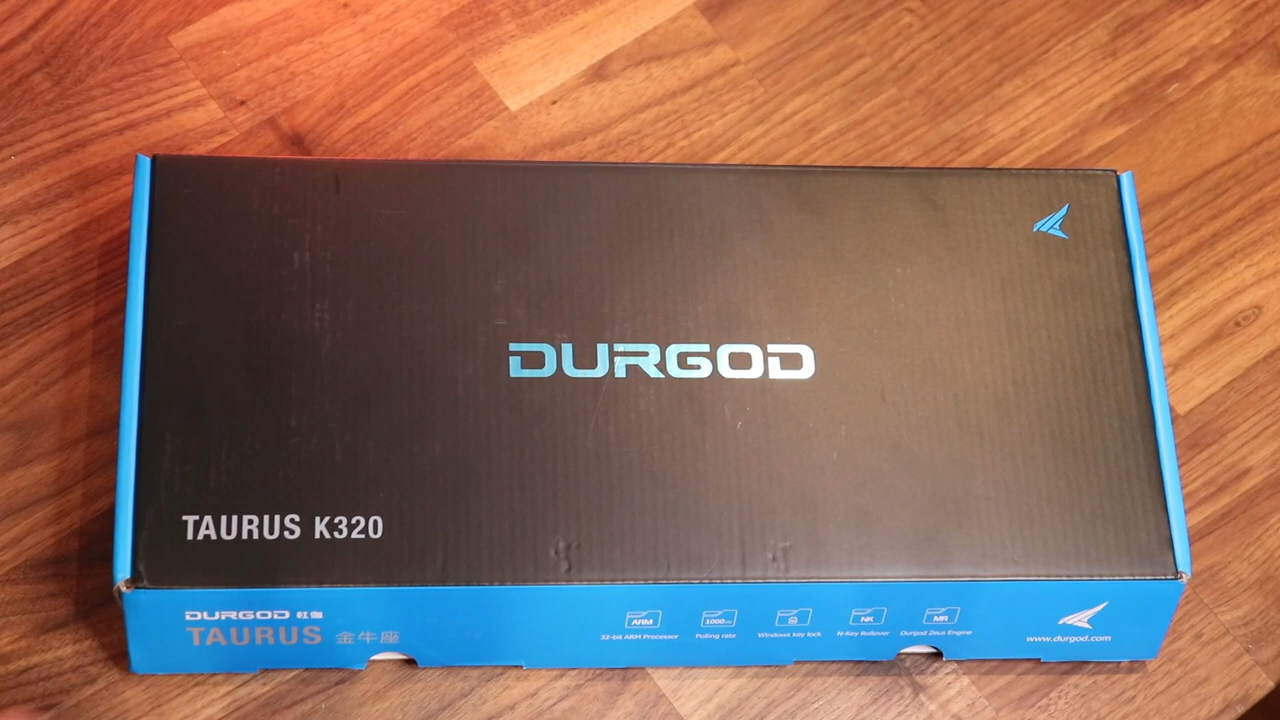 DURGOD
TAURUS K320
DURGOD 杜伽
TAURUS 金牛座
ARM
32-bit ARM Processor
1000Hz
Polling rate
Windows key lock
NK
N-Key Rollover
MR
Durgod Zeus Engine
www.durgod.com